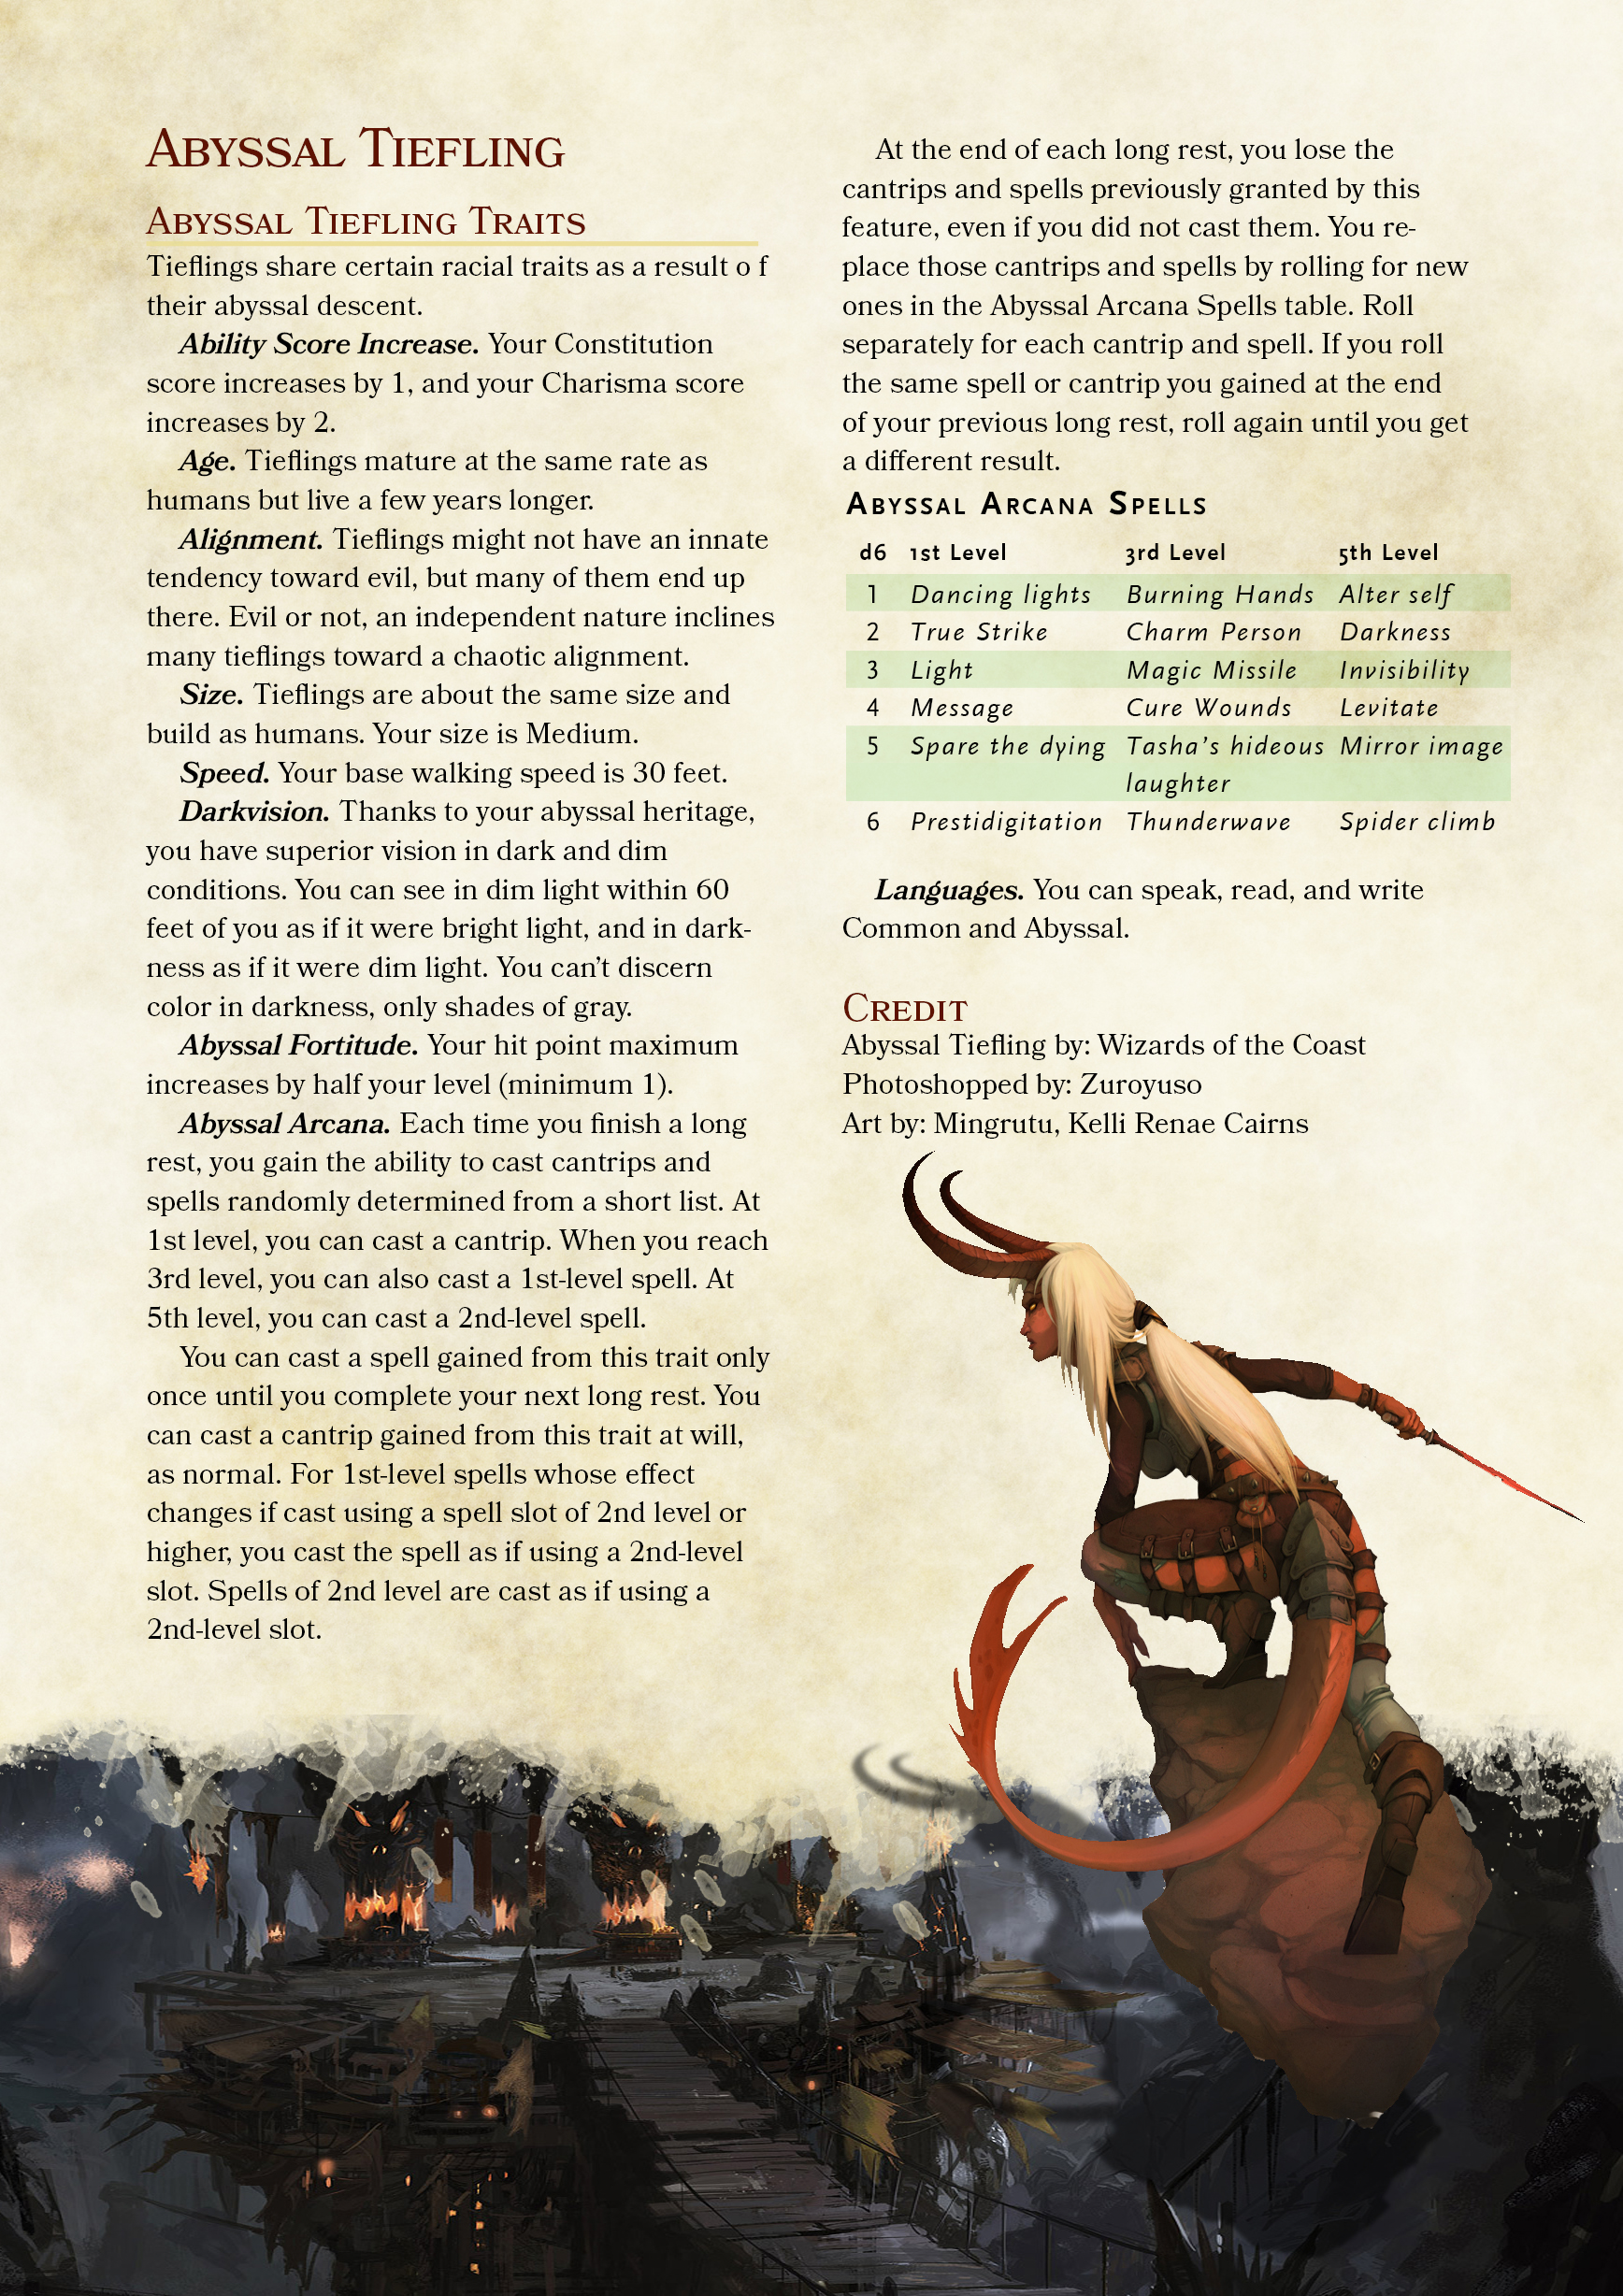 Abyssal Tiefling
Abyssal Tiefling Traits
Tieflings share certain racial traits as a result o f
their abyssal descent.
Ability Score Increase. Your Constitution
score increases by 1, and your Charisma score
increases by 2.
Age. Tieflings mature at the same rate as
humans but live a few years longer.
Alignment. Tieflings might not have an innate
tendency toward evil, but many of them end up
there. Evil or not, an independent nature inclines
many tieflings toward a chaotic alignment.
Size. Tieflings are about the same size and
build as humans. Your size is Medium.
Speed. Your base walking speed is 30 feet.
Darkvision. Thanks to your abyssal heritage,
you have superior vision in dark and dim
conditions. You can see in dim light within 60
feet of you as if it were bright light, and in dark-
ness as if it were dim light. You can't discern
color in darkness, only shades of gray.
Abyssal Fortitude. Your hit point maximum
increases by half your level (minimum 1).
Abyssal Arcana. Each time you finish a long
rest, you gain the ability to cast cantrips and
spells randomly determined from a short list. At
1st level, you can cast a cantrip. When you reach
3rd level, you can also cast a 1st-level spell. At
5th level, you can cast a 2nd-level spell.
You can cast a spell gained from this trait only
once until you complete your next long rest. You
can cast a cantrip gained from this trait at will,
as normal. For 1st-level spells whose effect
changes if cast using a spell slot of 2nd level or
higher, you cast the spell as if using a 2nd-level
slot. Spells of 2nd level are cast as if using a
2nd-level slot.
At the end of each long rest, you lose the
cantrips and spells previously granted by this
feature, even if you did not cast them. You re-
place those cantrips and spells by rolling for new
ones in the Abyssal Arcana Spells table. Roll
separately for each cantrip and spell. If you roll
the same spell or cantrip you gained at the end
of your previous long rest, roll again until you get
a different result.
Abyssal Arcana Spells
d6 1st Level 3rd Level 5th Level
1 Dancing lights Burning Hands Alter self
2 True Strike Charm Person Darkness
3 Light Magic Missile Invisibility
4 Message Cure Wounds Levitate
5 Spare the dying Tasha's hideous Mirror image
laughter
6 Prestidigitation Thunderwave Spider climb
Languages. You can speak, read, and write
Common and Abyssal.
Credit
Abyssal Tiefling by: Wizards of the Coast
Photoshopped by: Zuroyuso
Art by: Mingrutu, Kelli Renae Cairns